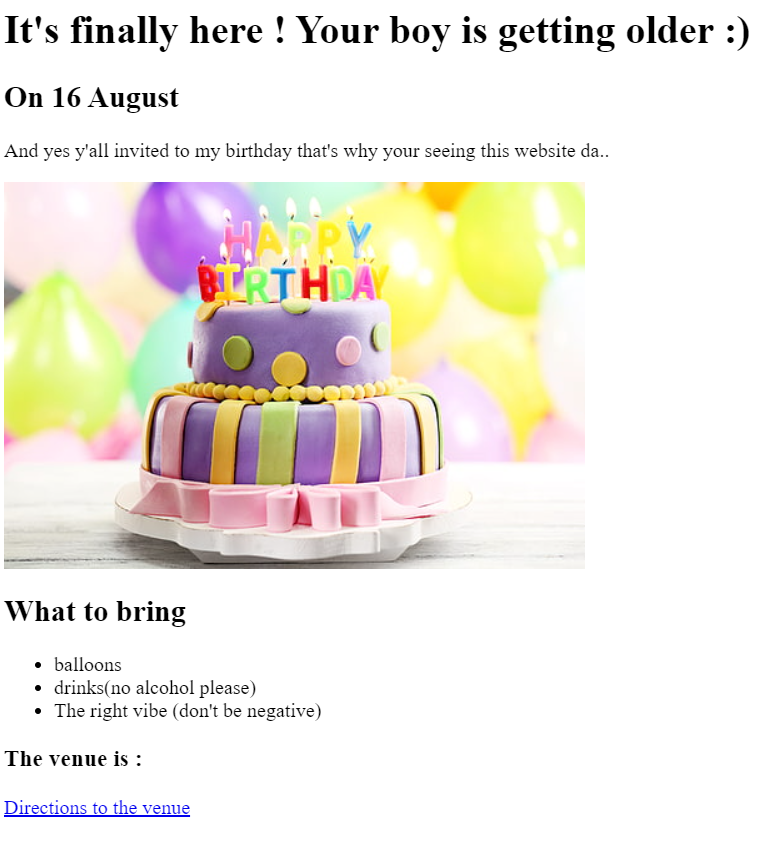 It's finally here ! Your boy is getting older :)
On 16 August
And yes y'all invited to my birthday that's why your seeing this website da..
HAPPY
BIRTHDAY
What to bring
balloons
drinks(no alcohol please)
The right vibe (don't be negative)
The venue is :
Directions to the venue